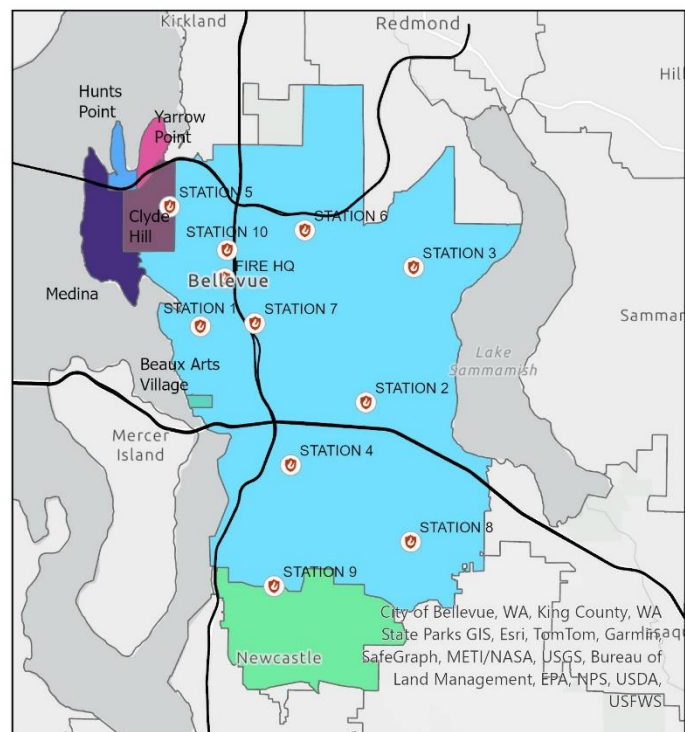 Kirkland
Redmond
Hunts
Point
Yarrow
Point
Hill
STATION 5
Clyde
Hill
STATION 6
STATION 10
STATION 3
FIRE HQ
Bellevue
Medina
STATION 1
STATION 7
Sammar
Beaux Arts
Village
Lake
Sammamish
STATION 2
Mercer
Island
STATION 4
STATION 8
STATION 9
City of Bellevue, WA, King County, WA
State Parks GIS, Esri, TomTom, Garmin,
SafeGraph, METI/NASA, USGS, Bureau of
Land Management, EPA, NPS, USDA,
USFWS
Newcastle